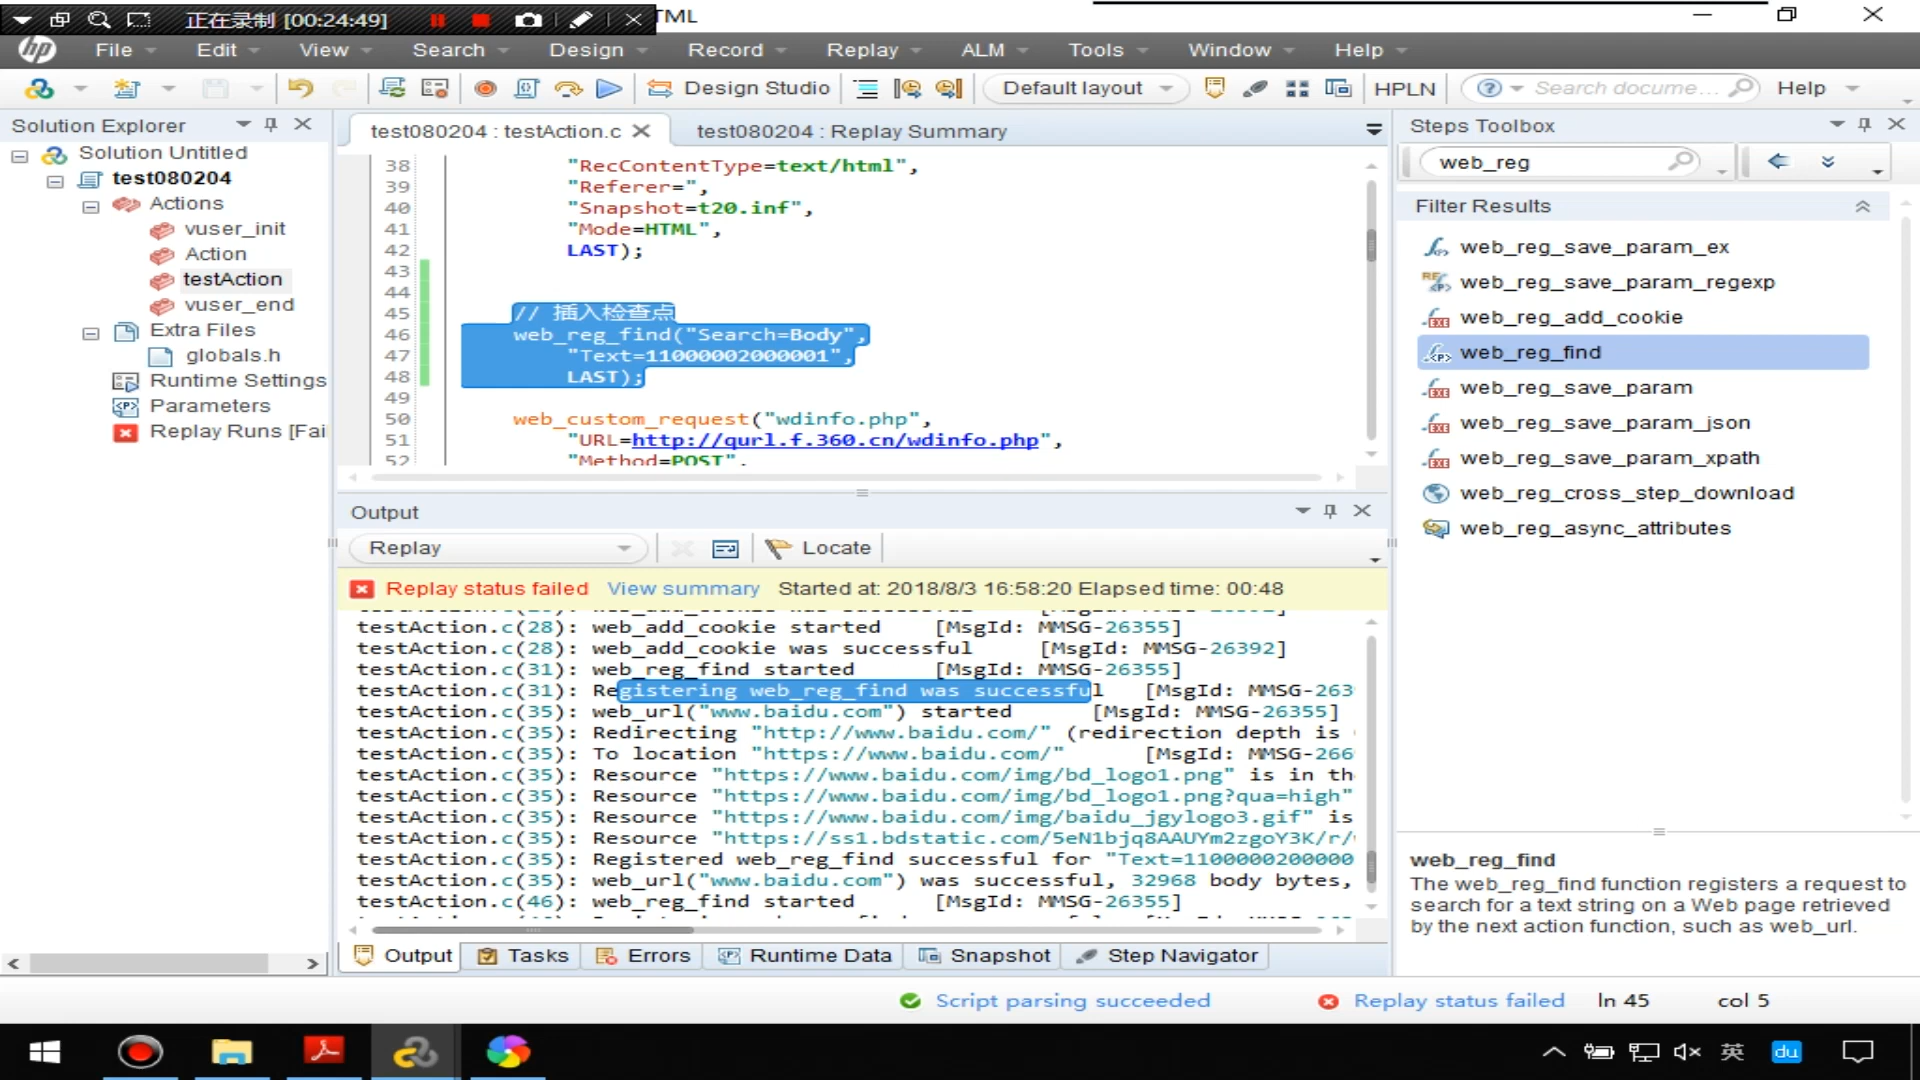 正在录制 [00:24:49]
TML
hp File Edit View Search Design Record Replay ALM Tools Window Help
Design Studio Default layout HPLN Search docume... Help
Solution Explorer
Solution Untitled
test080204
Actions
vuser_init
Action
testAction
vuser_end
Extra Files
globals.h
Runtime Settings
Parameters
Replay Runs [Fai
test080204 : testAction.c
test080204 : Replay Summary
38 "RecContentType=text/html",
39 "Referer=",
40 "Snapshot=t20.inf",
41 "Mode=HTML",
42 LAST);
43
44
45 // 插入检查点
46 web_reg_find("Search=Body",
47 "Text=11000002000001",
48 LAST);
49
50 web_custom_request("wdinfo.php",
51 "URL=http://qurl.f.360.cn/wdinfo.php",
52 "Method=POST".
Output
Replay Locate
Replay status failed View summary Started at: 2018/8/3 16:58:20 Elapsed time: 00:48
testAction.c(28): web_add_cookie started [MsgId: MMSG-26355]
testAction.c(28): web_add_cookie was successful [MsgId: MMSG-26392]
testAction.c(31): web_reg_find started [MsgId: MMSG-26355]
testAction.c(31): Registering web_reg_find was successful [MsgId: MMSG-263
testAction.c(35): web_url("www.baidu.com") started [MsgId: MMSG-26355]
testAction.c(35): Redirecting "http://www.baidu.com/" (redirection depth is
testAction.c(35): To location "https://www.baidu.com/" [MsgId: MMSG-266
testAction.c(35): Resource "https://www.baidu.com/img/bd_logo1.png" is in th
testAction.c(35): Resource "https://www.baidu.com/img/bd_logo1.png?qua=high"
testAction.c(35): Resource "https://www.baidu.com/img/baidu_jgylogo3.gif" is
testAction.c(35): Resource "https://ss1.bdstatic.com/5eN1bjq8AAUYm2zgoY3K/r/
testAction.c(35): Registered web_reg_find successful for "Text=1100000200000
testAction.c(35): web_url("www.baidu.com") was successful, 32968 body bytes,
testAction.c(46): web_reg_find started [MsgId: MMSG-26355]
Output Tasks Errors Runtime Data Snapshot Step Navigator
Steps Toolbox
web_reg
Filter Results
web_reg_save_param_ex
web_reg_save_param_regexp
web_reg_add_cookie
web_reg_find
web_reg_save_param
web_reg_save_param_json
web_reg_save_param_xpath
web_reg_cross_step_download
web_reg_async_attributes
web_reg_find
The web_reg_find function registers a request to
search for a text string on a Web page retrieved
by the next action function, such as web_url.
Script parsing succeeded Replay status failed ln 45 col 5
英 du